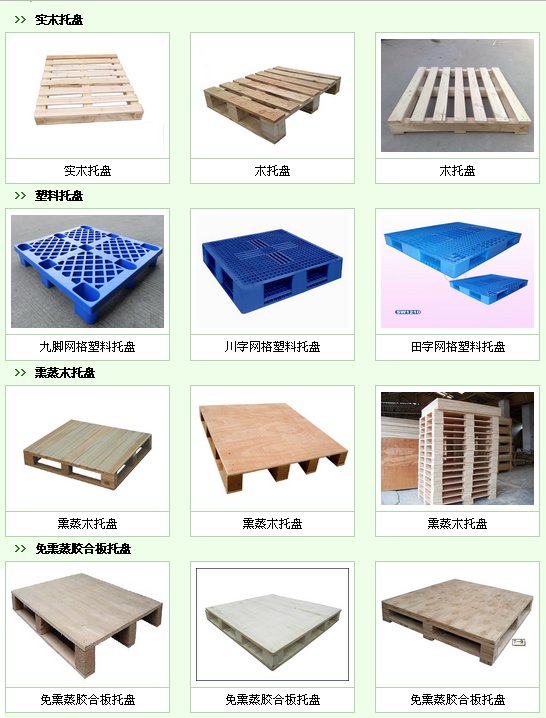 >> 实木托盘
实木托盘
木托盘
木托盘
>> 塑料托盘
SW1210
九脚网格塑料托盘
川字网格塑料托盘
田字网格塑料托盘
>> 熏蒸木托盘
熏蒸木托盘
熏蒸木托盘
熏蒸木托盘
>> 免熏蒸胶合板托盘
免熏蒸胶合板托盘
免熏蒸胶合板托盘
免熏蒸胶合板托盘